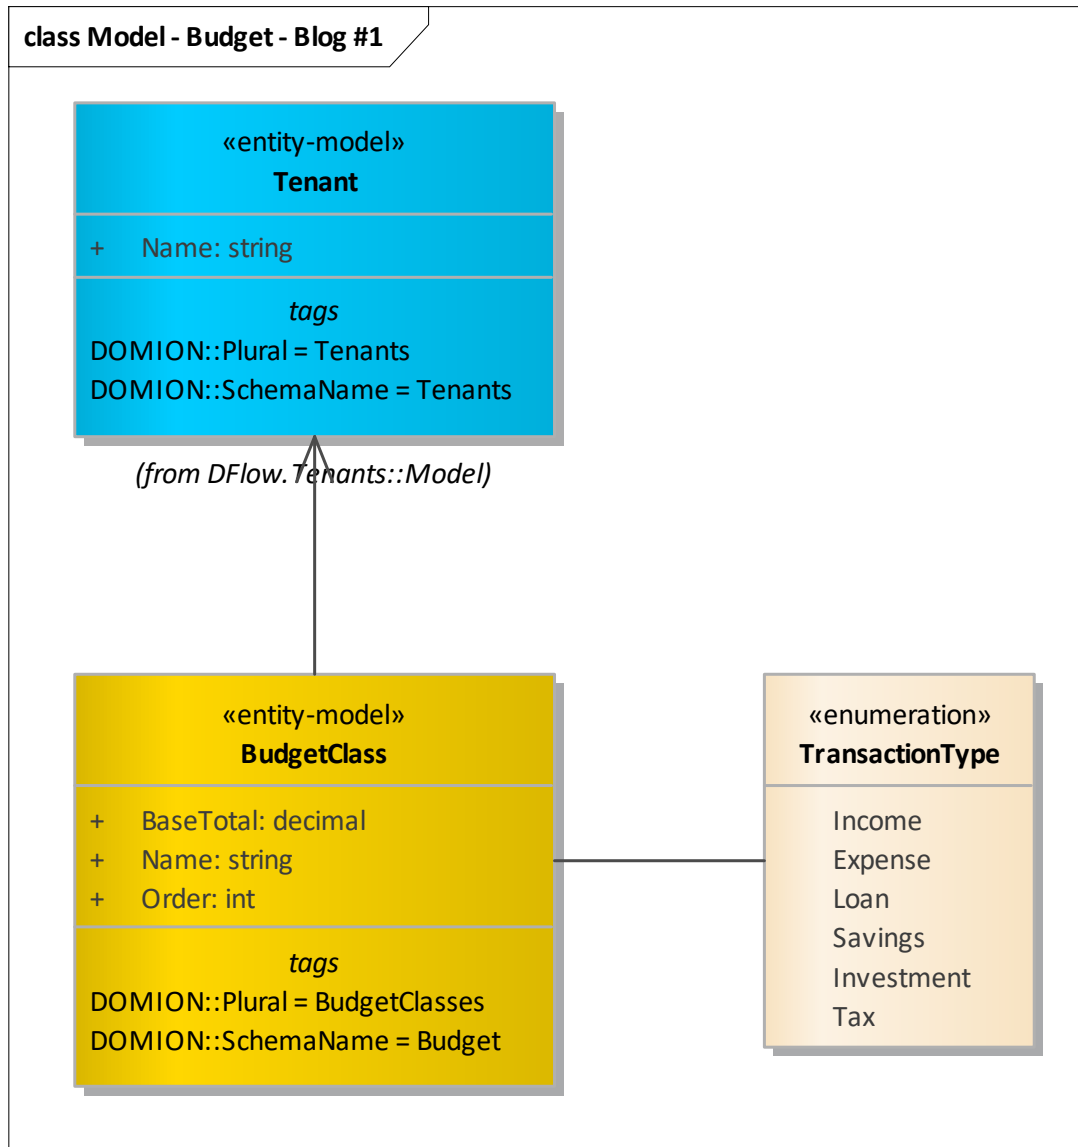 class Model - Budget - Blog #1
«entity-model»
Tenant
+ Name: string
tags
DOMION::Plural = Tenants
DOMION::SchemaName = Tenants
(from DFlow.Tenants::Model)
«entity-model»
BudgetClass
+ BaseTotal: decimal
+ Name: string
+ Order: int
tags
DOMION::Plural = BudgetClasses
DOMION::SchemaName = Budget
«enumeration»
TransactionType
Income
Expense
Loan
Savings
Investment
Tax